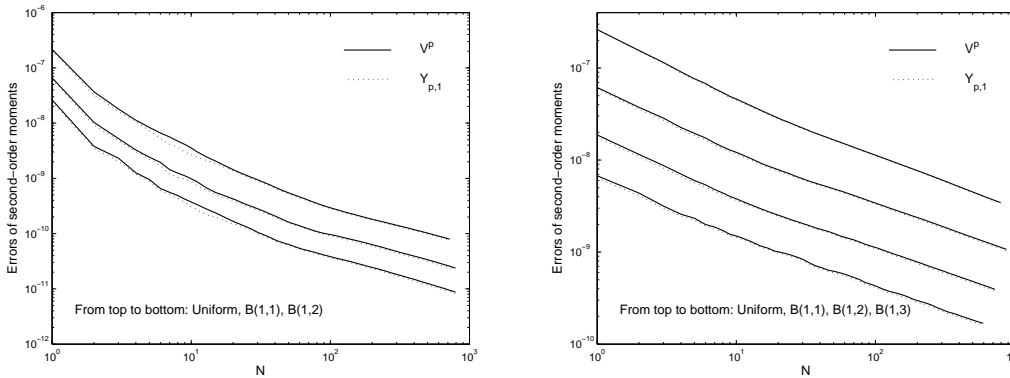 10^-6
10^-7
10^-8
10^-9
10^-10
10^-11
10^-12
Errors of second-order moments
V^p
Y_p,1
From top to bottom: Uniform, B(1,1), B(1,2)
10^0
10^1
10^2
10^3
N
10^-7
10^-8
10^-9
10^-10
Errors of second-order moments
V^p
Y_p,1
From top to bottom: Uniform, B(1,1), B(1,2), B(1,3)
10^0
10^1
10^2
N